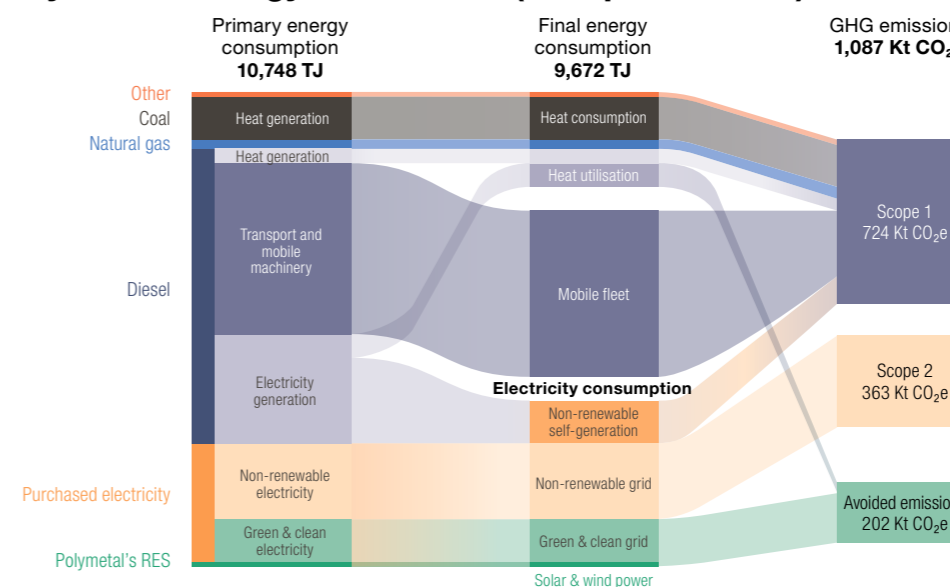 Primary energy
consumption
10,748 TJ
Final energy
consumption
9,672 TJ
GHG
1,087 Kt
Other
Coal
Natural gas
Diesel
Purchased electricity
Polymetal's RES
Heat generation
Heat generation
Transport and
mobile
machinery
Electricity
generation
Non-renewable
electricity
Green & clean
electricity
Heat consumption
Heat utilisation
Mobile fleet
Electricity consumption
Non-renewable
self-generation
Non-renewable grid
Green & clean grid
Solar & wind power
Scope 1
724 Kt CO₂e
Scope 2
363 Kt CO₂e
Avoided
202 Kt CO₂e